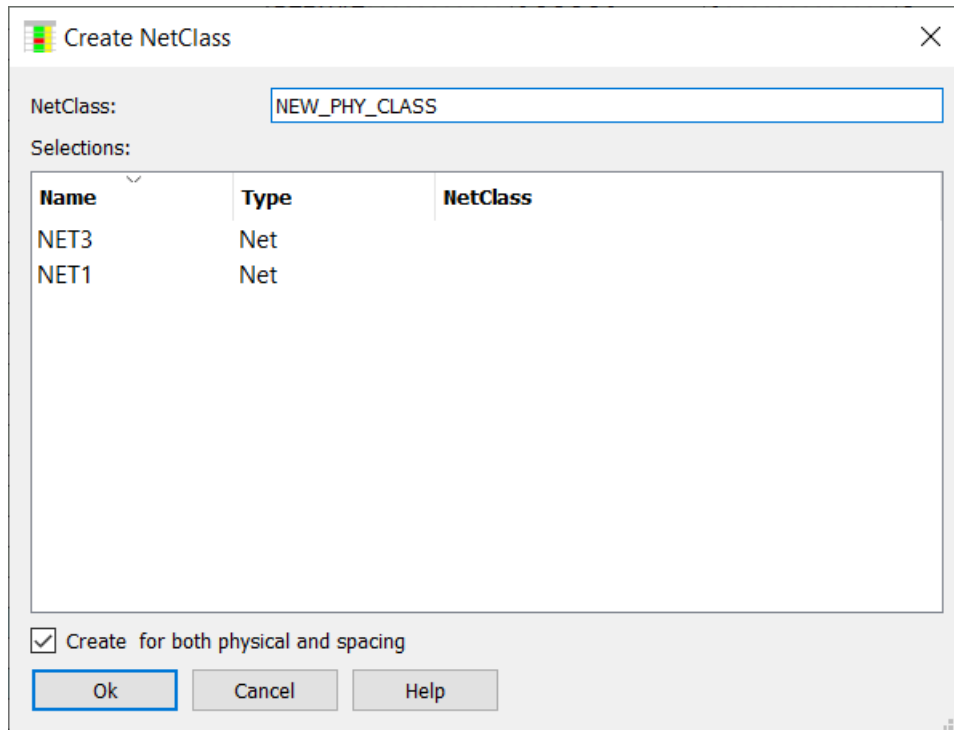 Create NetClass
NetClass: NEW_PHY_CLASS
Selections:
Name Type NetClass
NET3 Net
NET1 Net
Create for both physical and spacing
Ok Cancel Help